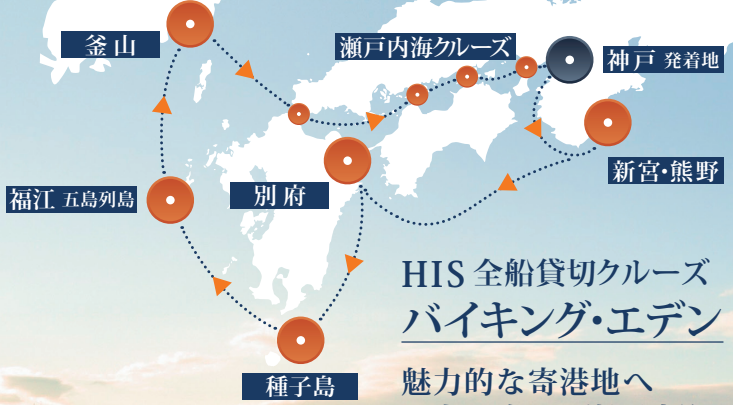 釜山
瀬戸内海クルーズ
神戸 発着地
新宮・熊野
別府
福江 五島列島
種子島
HIS 全船貸切クルーズ
バイキング・エデン
魅力的な寄港地へ